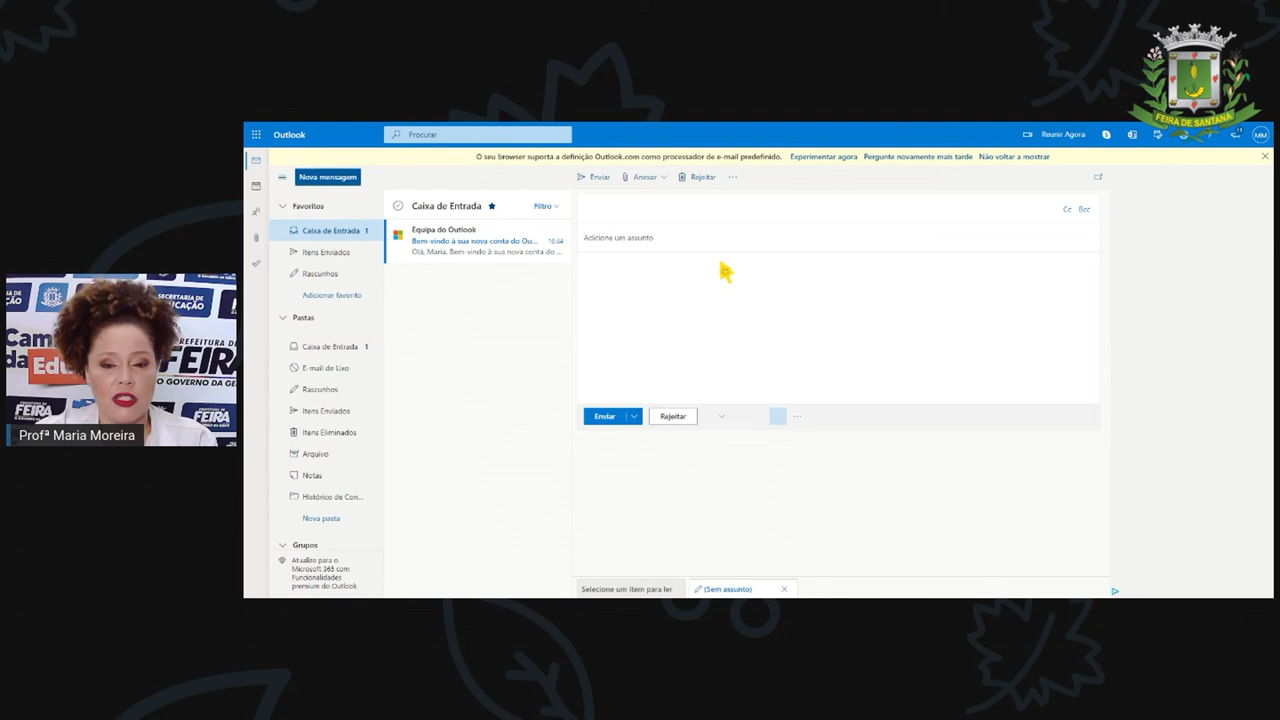 FEIRA DE SANTANA
Outlook
Procurar
Reunir Agora
MM
O seu browser suporta a definição Outlook.com como processador de e-mail predefinido.
Experimentar agora
Pergunte novamente mais tarde
Não voltar a mostrar
Nova mensagem
Enviar
Anexar
Rejeitar
Favoritos
Caixa de Entrada 1
Itens Enviados
Rascunhos
Adicionar favorito
Pastas
Caixa de Entrada 1
E-mail de Lixo
Rascunhos
Itens Enviados
Itens Eliminados
Arquivo
Notas
Histórico de Con...
Nova pasta
Grupos
Atualize para o
Microsoft 365 com
Funcionalidades
premium do Outlook
Caixa de Entrada
Filtro
Equipa do Outlook
Bem-vindo à sua nova conta do Ou... 10:34
Olá, Maria. Bem-vindo à sua nova conta do ...
Cc Bcc
Adicione um assunto
Enviar
Rejeitar
Selecione um item para ler
(Sem assunto)
SECRETARIA DE
EDUCAÇÃO
PREFEITURA DE
FEIRA
Profª Maria Moreira